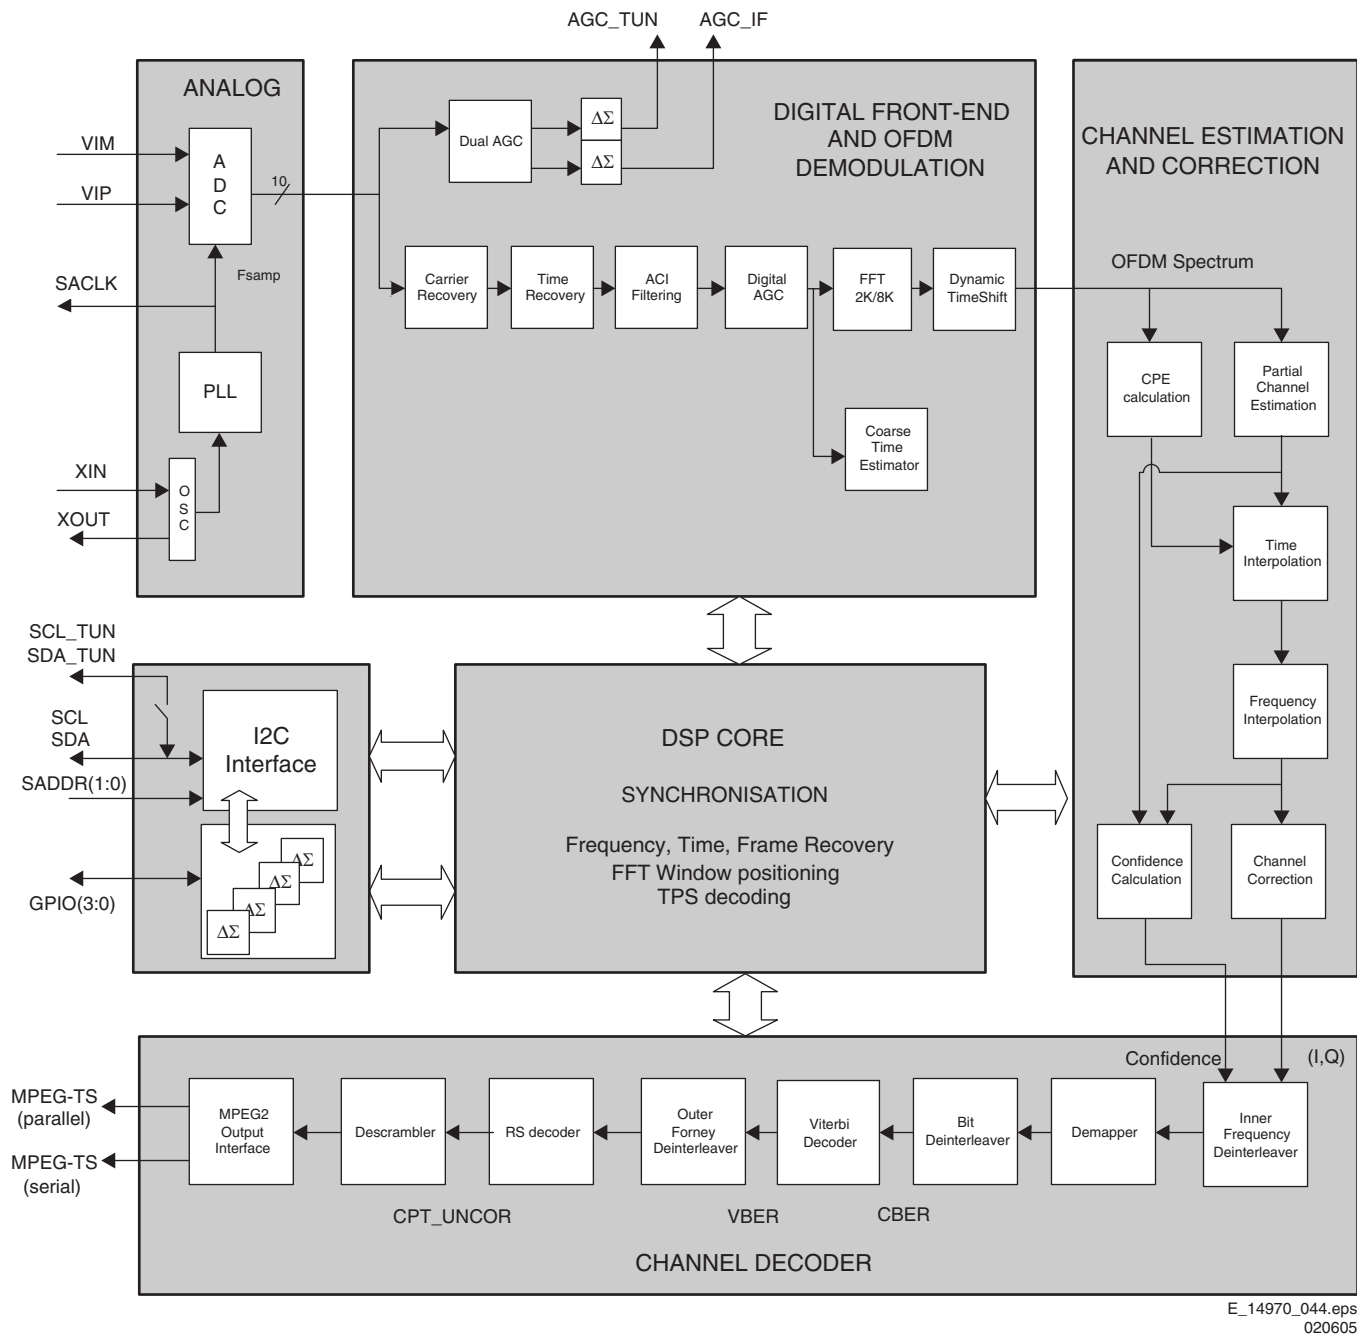 AGC_TUN
AGC_IF
ANALOG
VIM
VIP
A
D
C
10
Fsamp
SACLK
PLL
XIN
XOUT
O
S
C
DIGITAL FRONT-END
AND OFDM
DEMODULATION
Dual AGC
ΔΣ
ΔΣ
Carrier
Recovery
Time
Recovery
ACI
Filtering
Digital
AGC
FFT
2K/8K
Dynamic
TimeShift
Coarse
Time
Estimator
CHANNEL ESTIMATION
AND CORRECTION
OFDM Spectrum
CPE
calculation
Partial
Channel
Estimation
Time
Interpolation
Frequency
Interpolation
Confidence
Calculation
Channel
Correction
SCL_TUN
SDA_TUN
SCL
SDA
SADDR(1:0)
GPIO(3:0)
I2C
Interface
ΔΣ
ΔΣ
ΔΣ
ΔΣ
DSP CORE
SYNCHRONISATION
Frequency, Time, Frame Recovery
FFT Window positioning
TPS decoding
Confidence
(I,Q)
MPEG-TS
(parallel)
MPEG-TS
(serial)
MPEG2
Output
Interface
Descrambler
RS decoder
Outer
Forney
Deinterleaver
Viterbi
Decoder
Bit
Deinterleaver
Demapper
Inner
Frequency
Deinterleaver
CPT_UNCOR
VBER
CBER
CHANNEL DECODER
E_14970_044.eps
020605